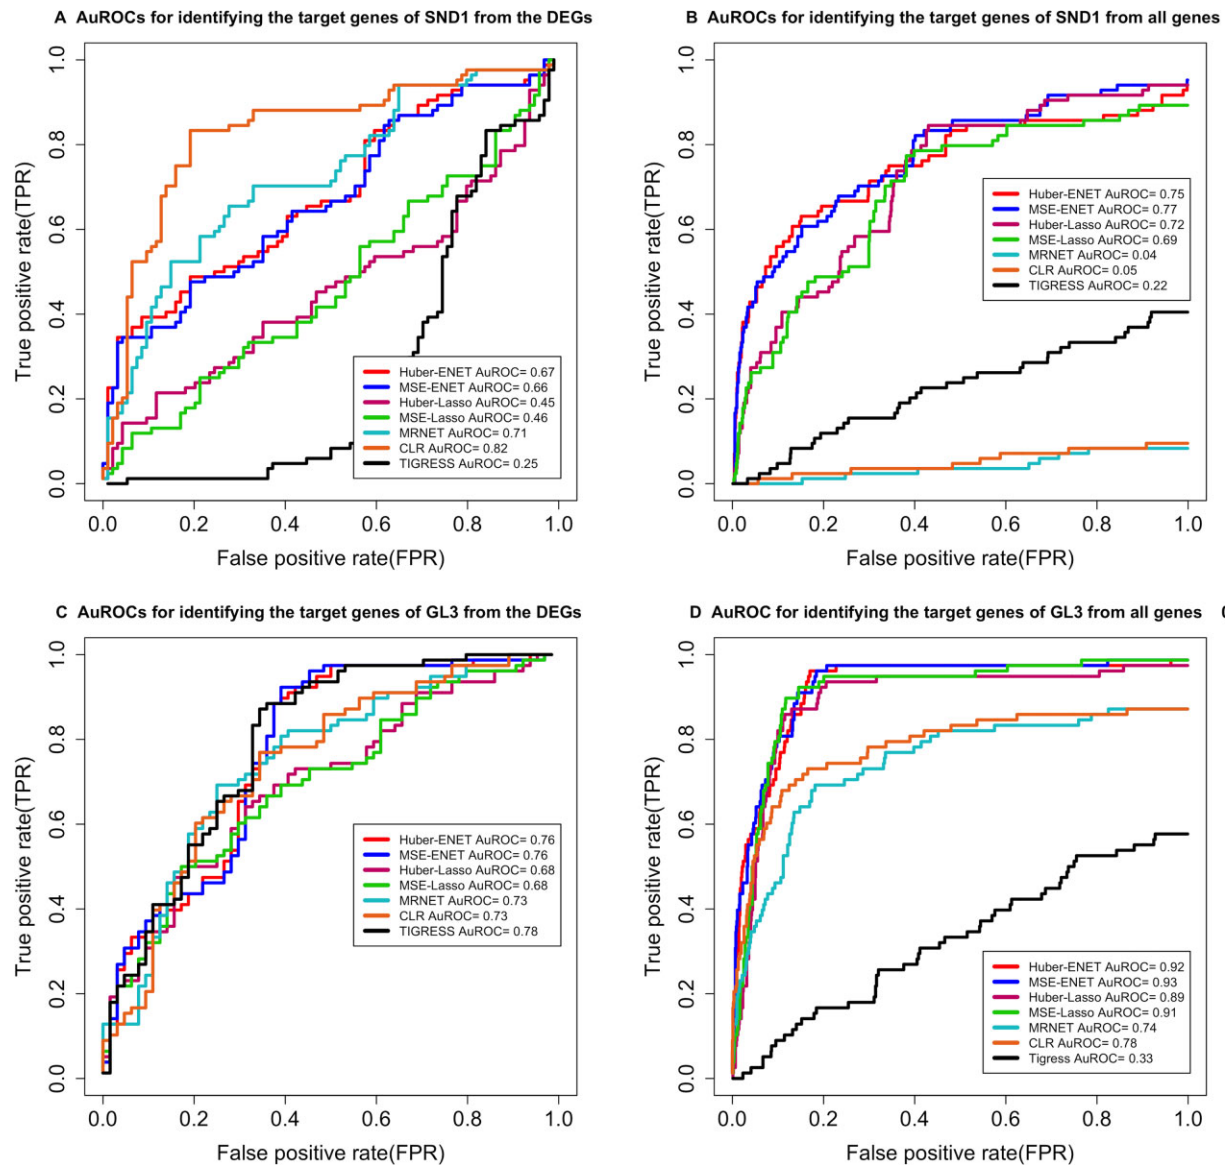 A AuROCs for identifying the target genes of SND1 from the DEGs
True positive rate(TPR)
1.0
0.8
0.6
0.4
0.2
0.0
Huber-ENET AuROC= 0.67
MSE-ENET AuROC= 0.66
Huber-Lasso AuROC= 0.45
MSE-Lasso AuROC= 0.46
MRNET AuROC= 0.71
CLR AuROC= 0.82
TIGRESS AuROC= 0.25
0.0 0.2 0.4 0.6 0.8 1.0
False positive rate(FPR)
B AuROCs for identifying the target genes of SND1 from all genes
True positive rate(TPR)
1.0
0.8
0.6
0.4
0.2
0.0
Huber-ENET AuROC= 0.75
MSE-ENET AuROC= 0.77
Huber-Lasso AuROC= 0.72
MSE-Lasso AuROC= 0.69
MRNET AuROC= 0.04
CLR AuROC= 0.05
TIGRESS AuROC= 0.22
0.0 0.2 0.4 0.6 0.8 1.0
False positive rate(FPR)
C AuROCs for identifying the target genes of GL3 from the DEGs
True positive rate(TPR)
1.0
0.8
0.6
0.4
0.2
0.0
Huber-ENET AuROC= 0.76
MSE-ENET AuROC= 0.76
Huber-Lasso AuROC= 0.68
MSE-Lasso AuROC= 0.68
MRNET AuROC= 0.73
CLR AuROC= 0.73
TIGRESS AuROC= 0.78
0.0 0.2 0.4 0.6 0.8 1.0
False positive rate(FPR)
D AuROC for identifying the target genes of GL3 from all genes
True positive rate(TPR)
1.0
0.8
0.6
0.4
0.2
0.0
Huber-ENET AuROC= 0.92
MSE-ENET AuROC= 0.93
Huber-Lasso AuROC= 0.89
MSE-Lasso AuROC= 0.91
MRNET AuROC= 0.74
CLR AuROC= 0.78
Tigress AuROC= 0.33
0.0 0.2 0.4 0.6 0.8 1.0
False positive rate(FPR)